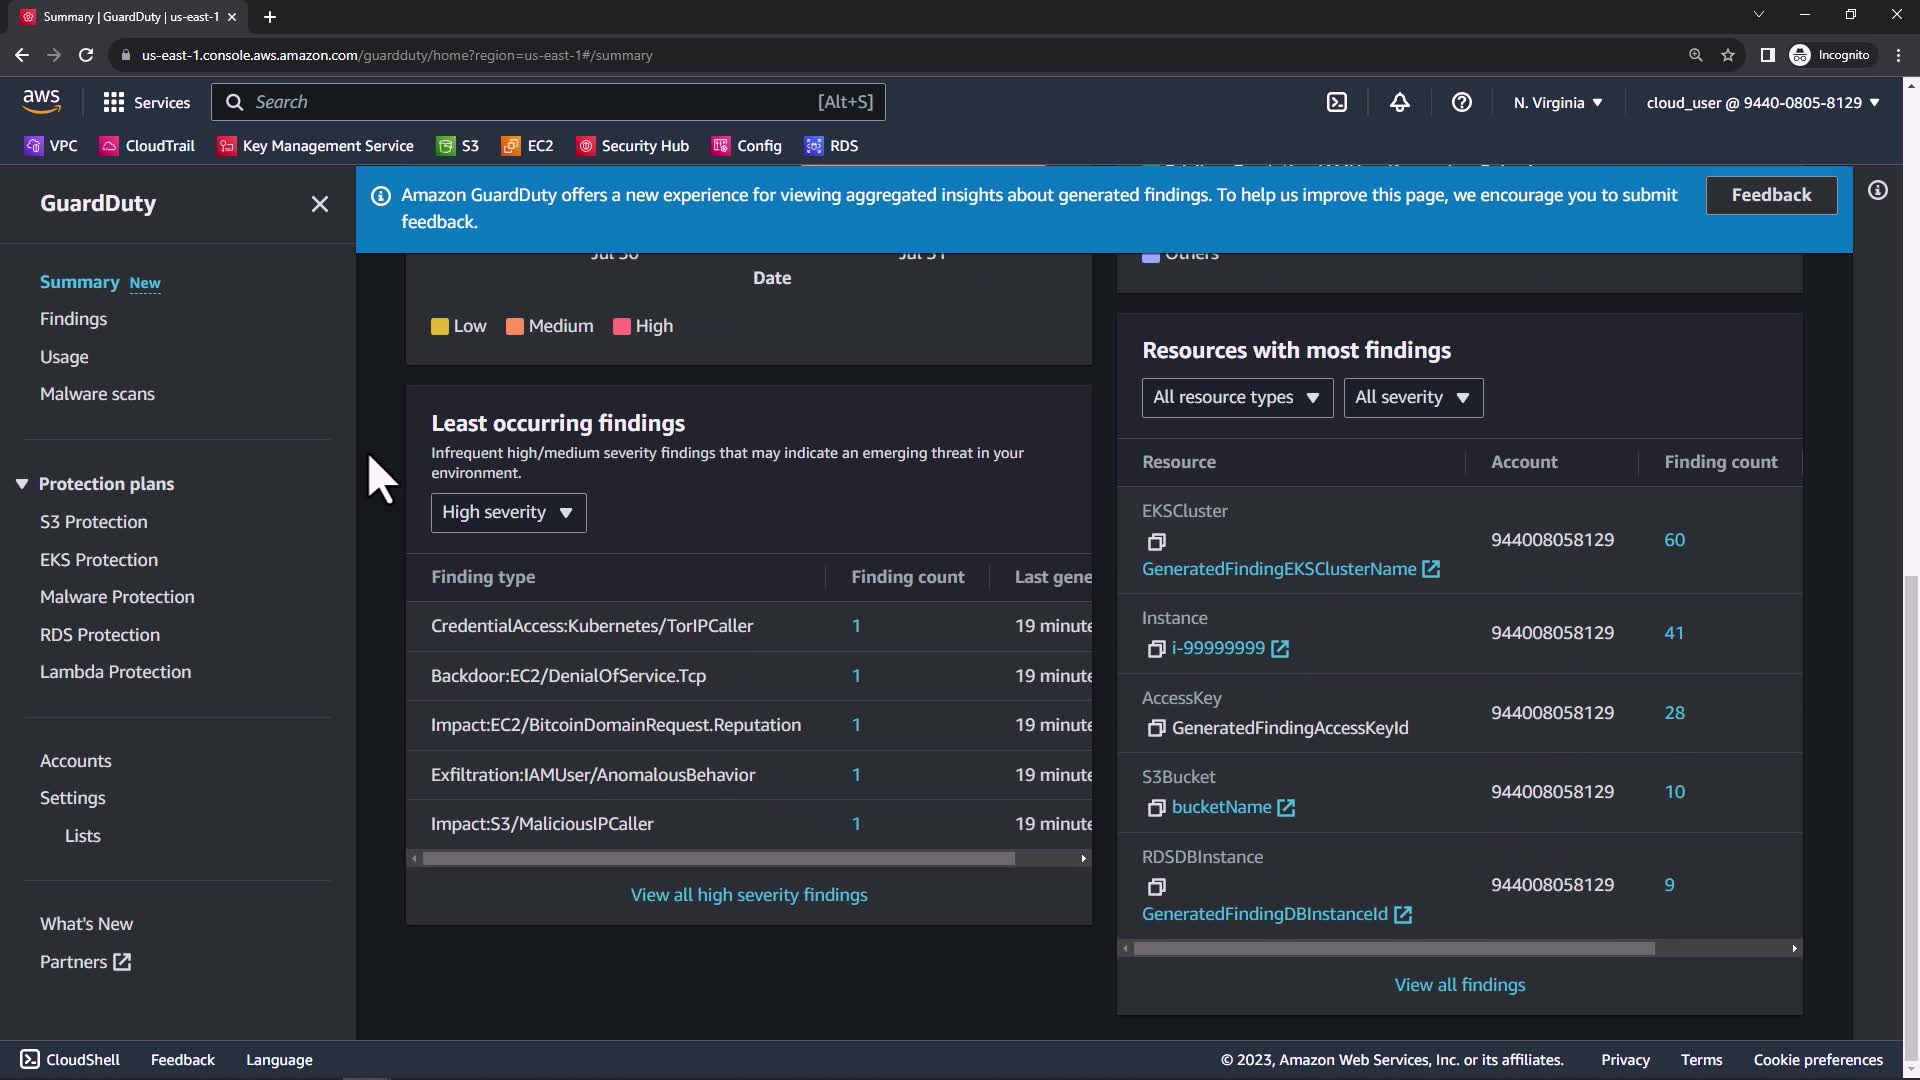 Summary | GuardDuty | us-east-1
us-east-1.console.aws.amazon.com/guardduty/home?region=us-east-1#/summary
Incognito
aws
Services
Search
[Alt+S]
N. Virginia
cloud_user @ 9440-0805-8129
VPC
CloudTrail
Key Management Service
S3
EC2
Security Hub
Config
RDS
GuardDuty
Summary New
Findings
Usage
Malware scans
Protection plans
S3 Protection
EKS Protection
Malware Protection
RDS Protection
Lambda Protection
Accounts
Settings
Lists
What's New
Partners
Amazon GuardDuty offers a new experience for viewing aggregated insights about generated findings. To help us improve this page, we encourage you to submit
feedback.
Feedback
Jul 30
Jul 31
Date
Low
Medium
High
Least occurring findings
Infrequent high/medium severity findings that may indicate an emerging threat in your
environment.
High severity
Finding type Finding count Last gene
CredentialAccess:Kubernetes/TorIPCaller 1 19 minute
Backdoor:EC2/DenialOfService.Tcp 1 19 minute
Impact:EC2/BitcoinDomainRequest.Reputation 1 19 minute
Exfiltration:IAMUser/AnomalousBehavior 1 19 minute
Impact:S3/MaliciousIPCaller 1 19 minute
View all high severity findings
Others
Resources with most findings
All resource types
All severity
Resource Account Finding count
EKSCluster
944008058129 60
GeneratedFindingEKSClusterName
Instance
944008058129 41
i-99999999
AccessKey
944008058129 28
GeneratedFindingAccessKeyId
S3Bucket
944008058129 10
bucketName
RDSDBInstance
944008058129 9
GeneratedFindingDBInstanceId
View all findings
CloudShell
Feedback
Language
© 2023, Amazon Web Services, Inc. or its affiliates.
Privacy
Terms
Cookie preferences